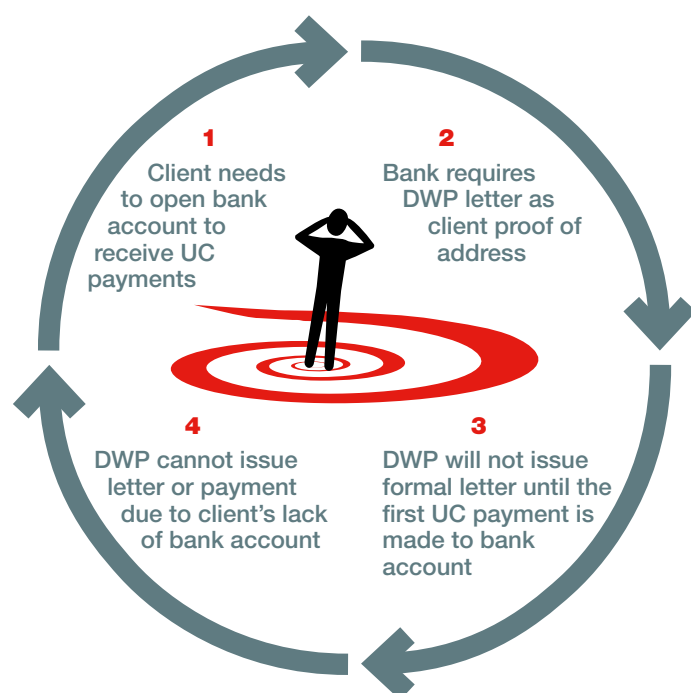 1
Client needs
to open bank
account to
receive UC
payments
2
Bank requires
DWP letter as
client proof of
address
3
DWP will not issue
formal letter until the
first UC payment is
made to bank
account
4
DWP cannot issue
letter or payment
due to client's lack
of bank account